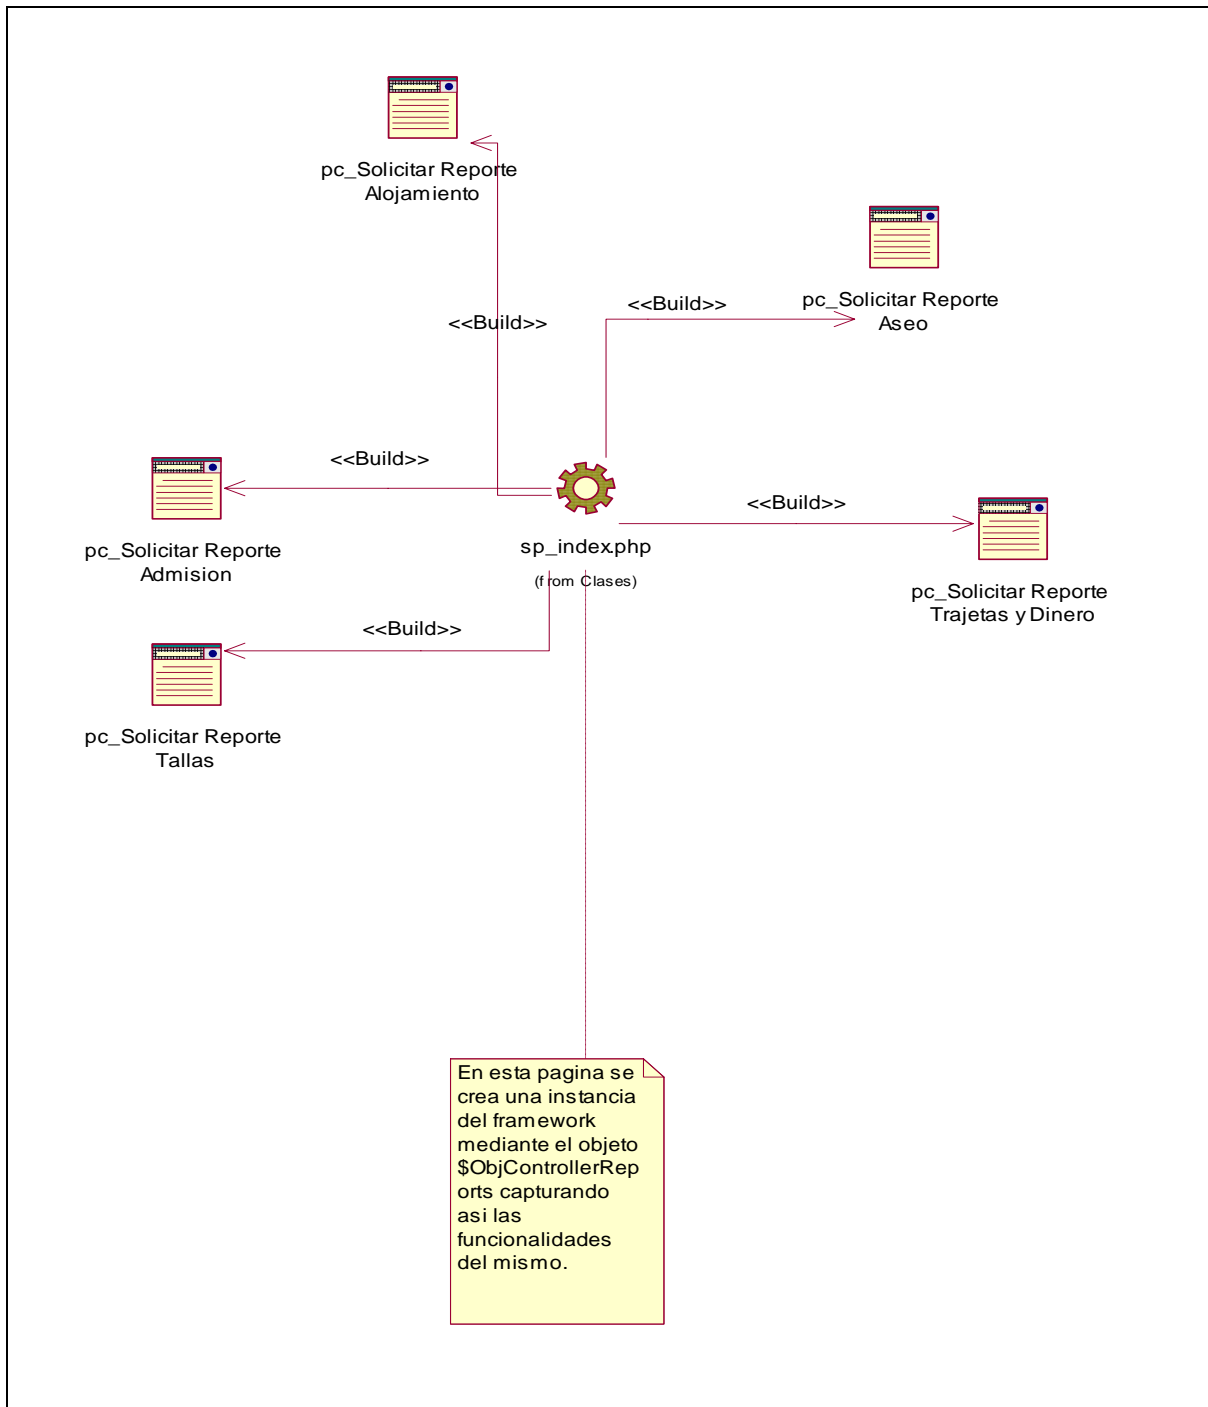 pc_Solicitar Reporte
Alojamiento
pc_Solicitar Reporte
Aseo
<<Build>>
<<Build>>
<<Build>>
<<Build>>
pc_Solicitar Reporte
Admision
sp_index.php
(from Clases)
pc_Solicitar Reporte
Trajetas y Dinero
<<Build>>
pc_Solicitar Reporte
Tallas
En esta pagina se
crea una instancia
del framework
mediante el objeto
$ObjControllerRep
orts capturando
asi las
funcionalidades
del mismo.